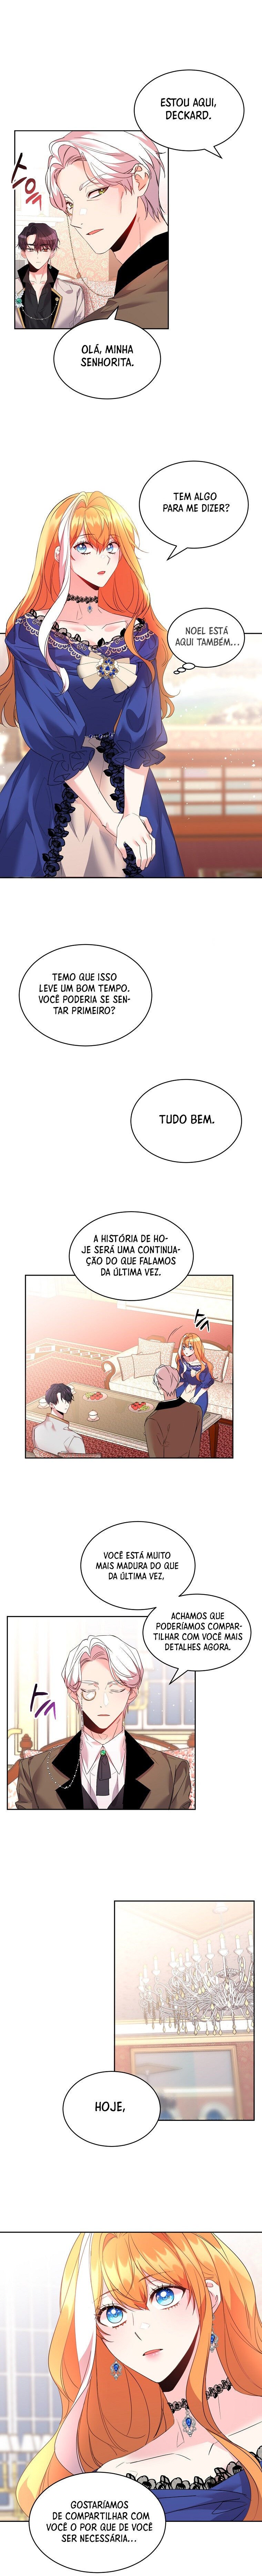 ESTOU AQUI,
DECKARD.
OLÁ, MINHA
SENHORITA.
TEM ALGO
PARA ME DIZER?
NOEL ESTÁ
AQUI TAMBÉM...
TEMO QUE ISSO
LEVE UM BOM TEMPO.
VOCÊ PODERIA SE SEN-
TAR PRIMEIRO?
TUDO BEM.
A HISTÓRIA DE HO-
JE SERÁ UMA CONTINUA-
ÇÃO DO QUE FALAMOS
DA ÚLTIMA VEZ.
VOCÊ ESTÁ MUITO
MAIS MADURA DO QUE
DA ÚLTIMA VEZ,
ACHAMOS QUE
PODERÍAMOS COMPAR-
TILHAR COM VOCÊ MAIS
DETALHES AGORA.
HOJE,
GOSTARÍAMOS
DE COMPARTILHAR COM
VOCÊ O POR QUE DE VOCÊ
SER NECESSÁRIA...